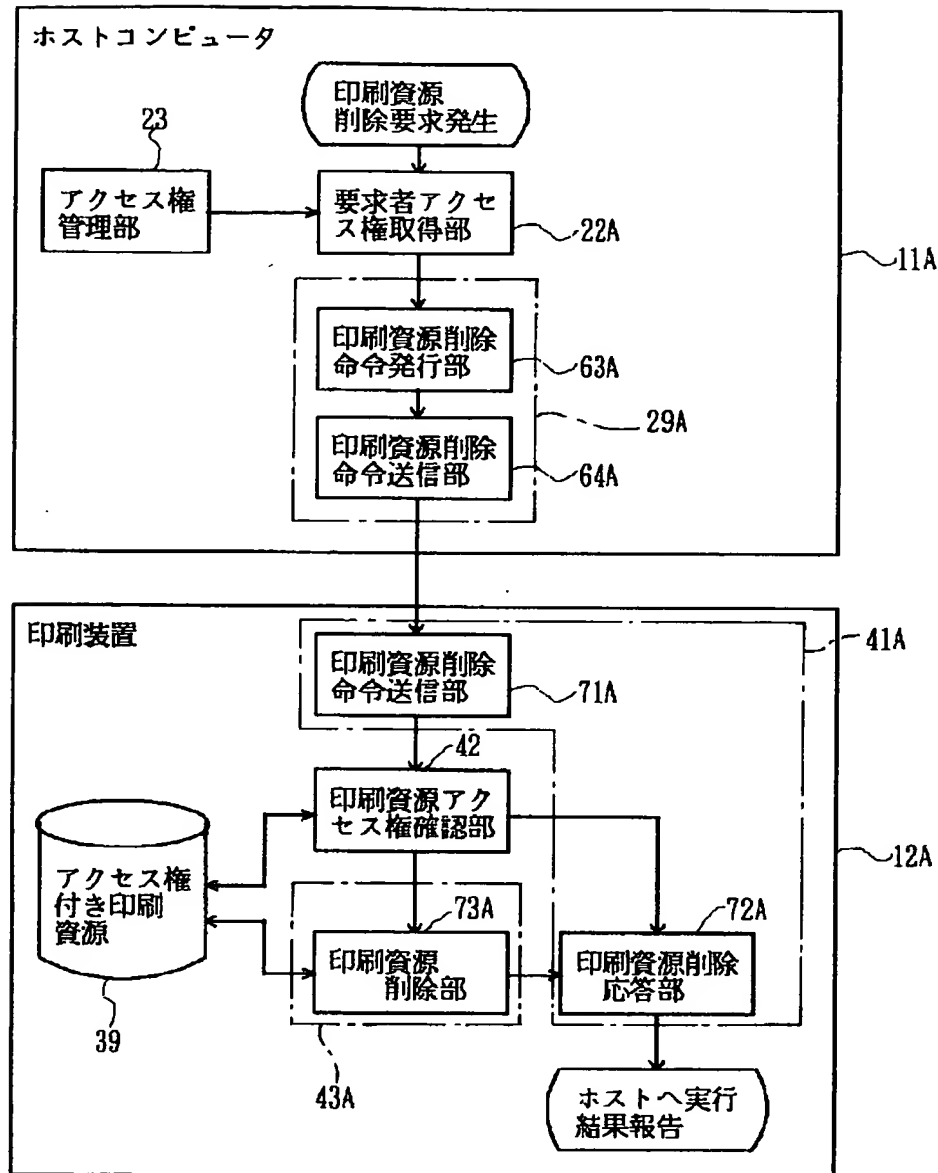 ホストコンピュータ
印刷資源
削除要求発生
23
アクセス権
管理部
要求者アクセ
ス権取得部
22A
11A
印刷資源削除
命令発行部
63A
29A
印刷資源削除
命令送信部
64A
印刷装置
41A
印刷資源削除
命令送信部
71A
42
印刷資源アク
セス権確認部
12A
アクセス権
付き印刷
資源
73A
72A
印刷資源
削除部
印刷資源削除
応答部
39
43A
ホストへ実行
結果報告